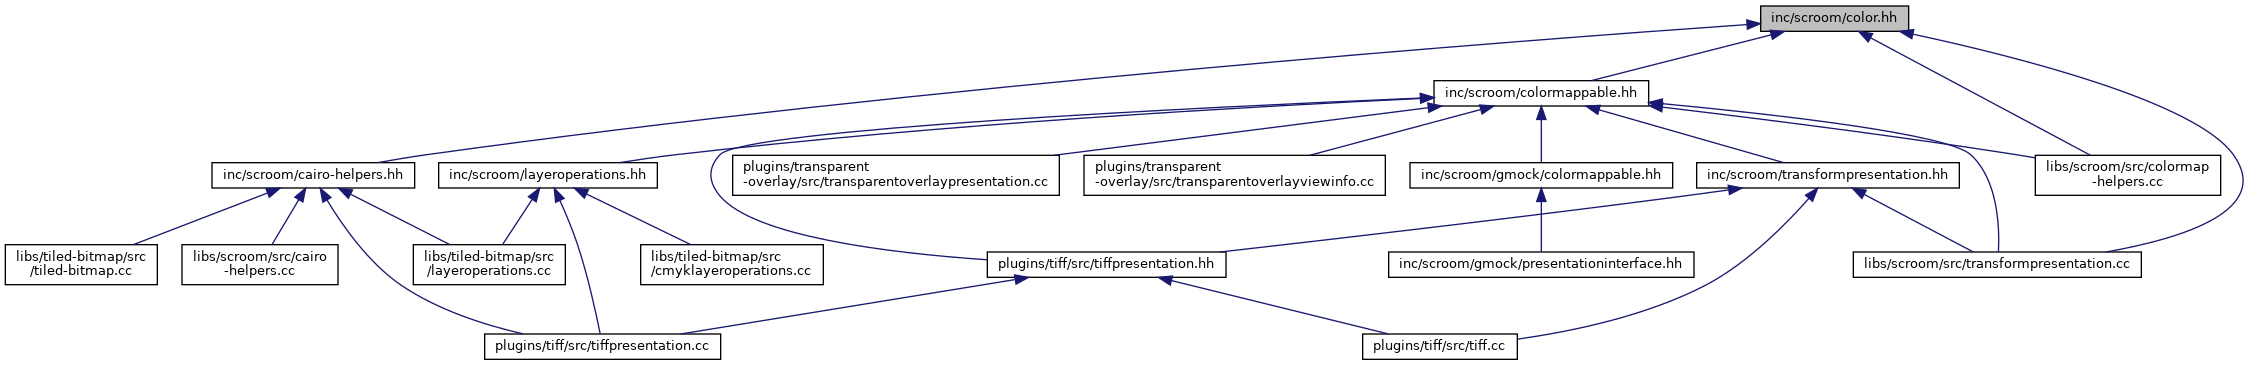 inc/scroom/color.hh
inc/scroom/colormappable.hh
inc/scroom/cairo-helpers.hh
inc/scroom/layeroperations.hh
plugins/transparent
-overlay/src/transparentoverlaypresentation.cc
plugins/transparent
-overlay/src/transparentoverlayviewinfo.cc
inc/scroom/gmock/colormappable.hh
inc/scroom/transformpresentation.hh
libs/scroom/src/colormap
-helpers.cc
libs/tiled-bitmap/src
/tiled-bitmap.cc
libs/scroom/src/cairo
-helpers.cc
libs/tiled-bitmap/src
/layeroperations.cc
libs/tiled-bitmap/src
/cmyklayeroperations.cc
plugins/tiff/src/tiffpresentation.hh
inc/scroom/gmock/presentationinterface.hh
libs/scroom/src/transformpresentation.cc
plugins/tiff/src/tiffpresentation.cc
plugins/tiff/src/tiff.cc